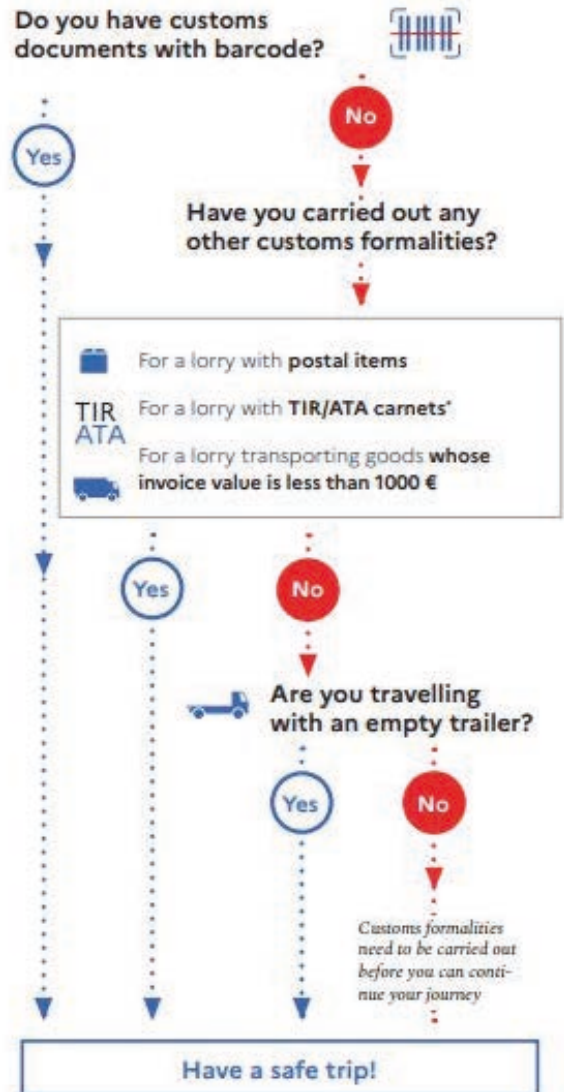 Do you have customs
documents with barcode?
Yes
No
Have you carried out any
other customs formalities?
For a lorry with postal items
TIR
ATA
For a lorry with TIR/ATA carnets*
For a lorry transporting goods whose
invoice value is less than 1000 €
Yes
No
Are you travelling
with an empty trailer?
Yes
No
Customs formalities
need to be carried out
before you can conti-
nue your journey
Have a safe trip!